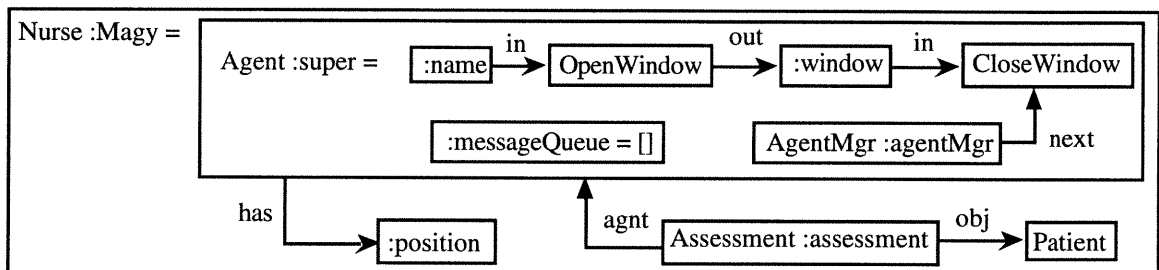 Nurse :Magy =
in out in
Agent :super = :name OpenWindow :window CloseWindow
:messageQueue = [] AgentMgr :agentMgr next
has agnt obj
:position Assessment :assessment Patient